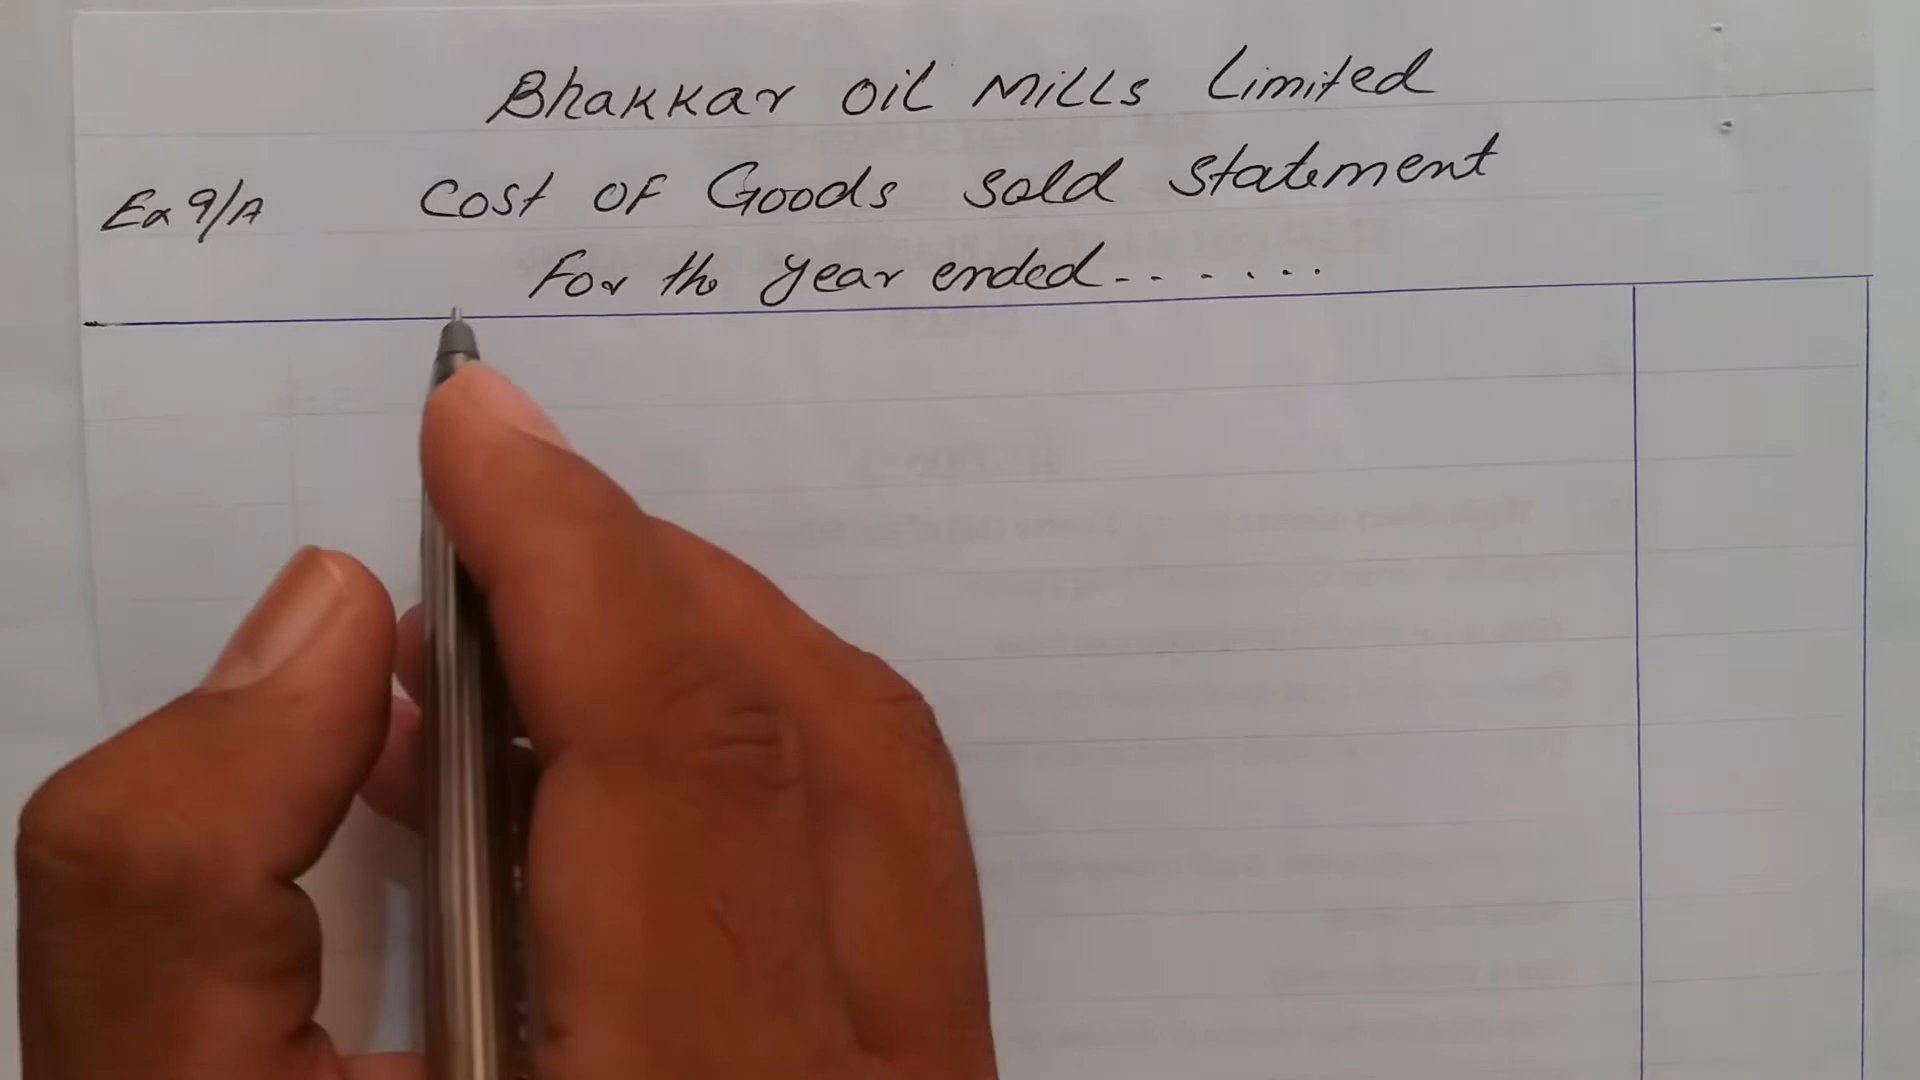 Bhakkar Oil Mills Limited
Ex 9/A Cost of Goods Sold Statement
For the year ended.......